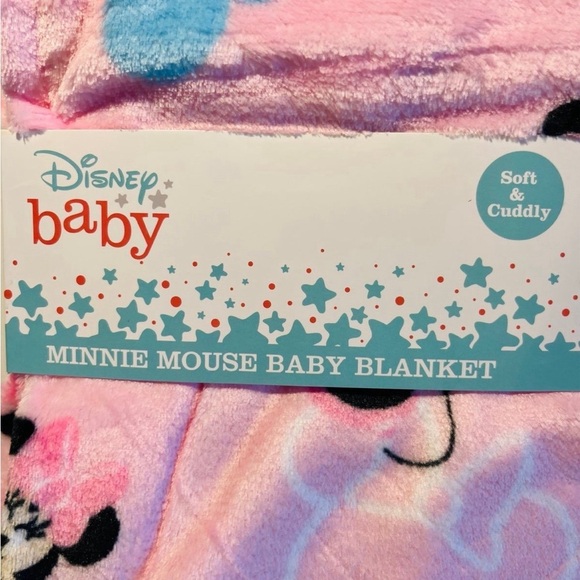 Disney
baby
Soft
&
Cuddly
MINNIE MOUSE BABY BLANKET